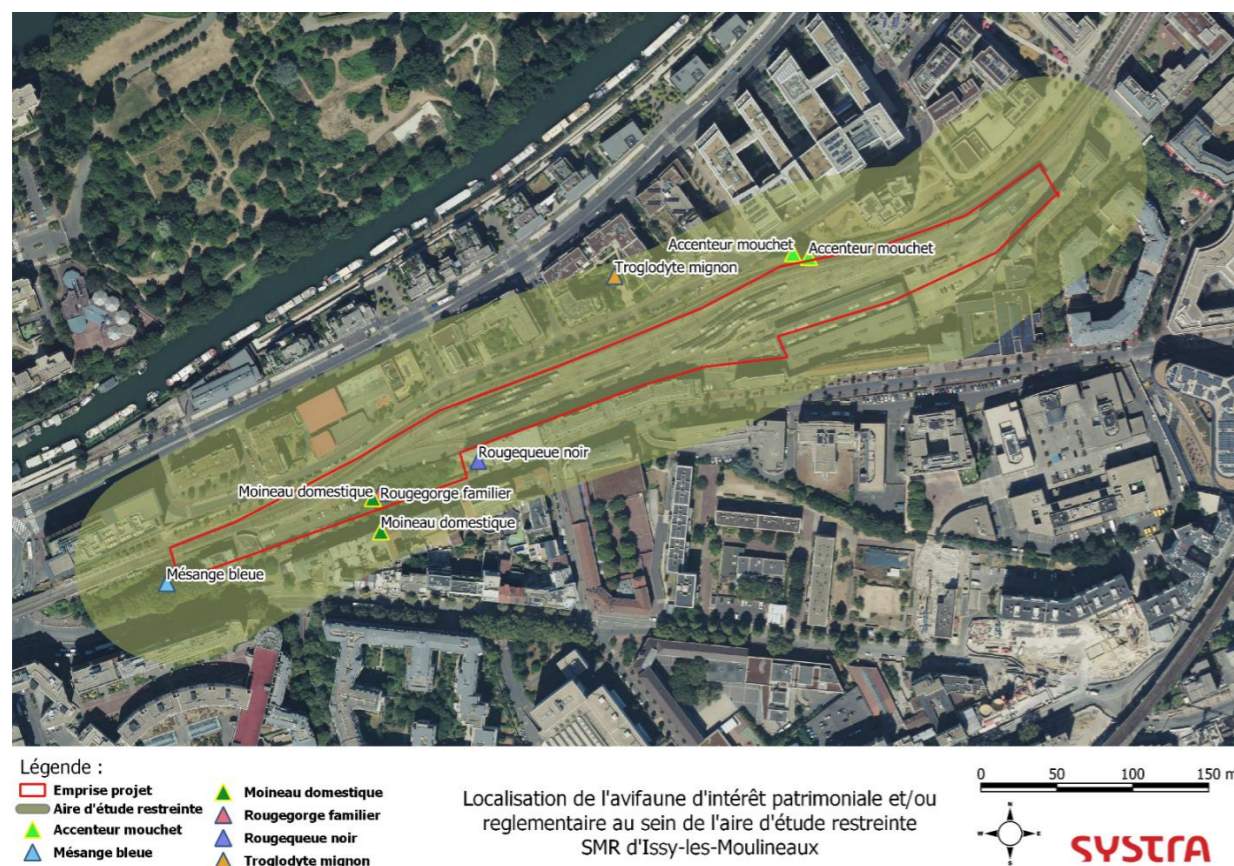 Accenteur mouchet
Accenteur mouchet
Troglodyte mignon
Rougequeue noir
Moineau domestique
Rougegorge familier
Moineau domestique
Mésange bleue
Légende :
Emprise projet
Aire d'étude restreinte
Accenteur mouchet
Mésange bleue
Moineau domestique
Rougegorge familier
Rougequeue noir
Troglodyte mignon
Localisation de l'avifaune d'intérêt patrimoniale et/ou
reglementaire au sein de l'aire d'étude restreinte
SMR d'Issy-les-Moulineaux
0 50 100 150 m
N
W E
S
SYSTRA